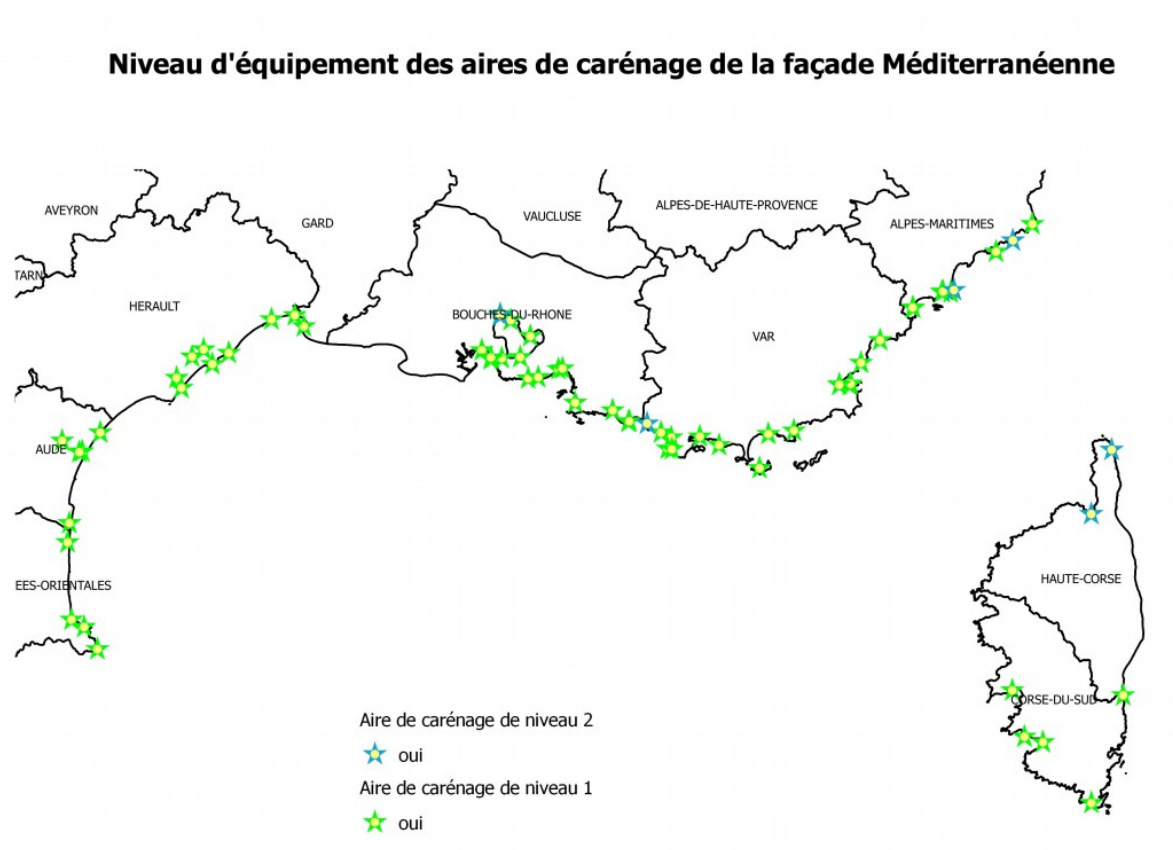 Niveau d'équipement des aires de carénage de la façade Méditerranéenne
ALPES-DE-HAUTE-PROVENCE
AVEYRON
VAUCLUSE
GARD
ALPES-MARITIMES
TARN
HERAULT
BOUCHES-DU-RHONE
VAR
AUDE
HAUTE-CORSE
EES-ORIENTALES
CORSE-DU-SUD
Aire de carénage de niveau 2
oui
Aire de carénage de niveau 1
oui